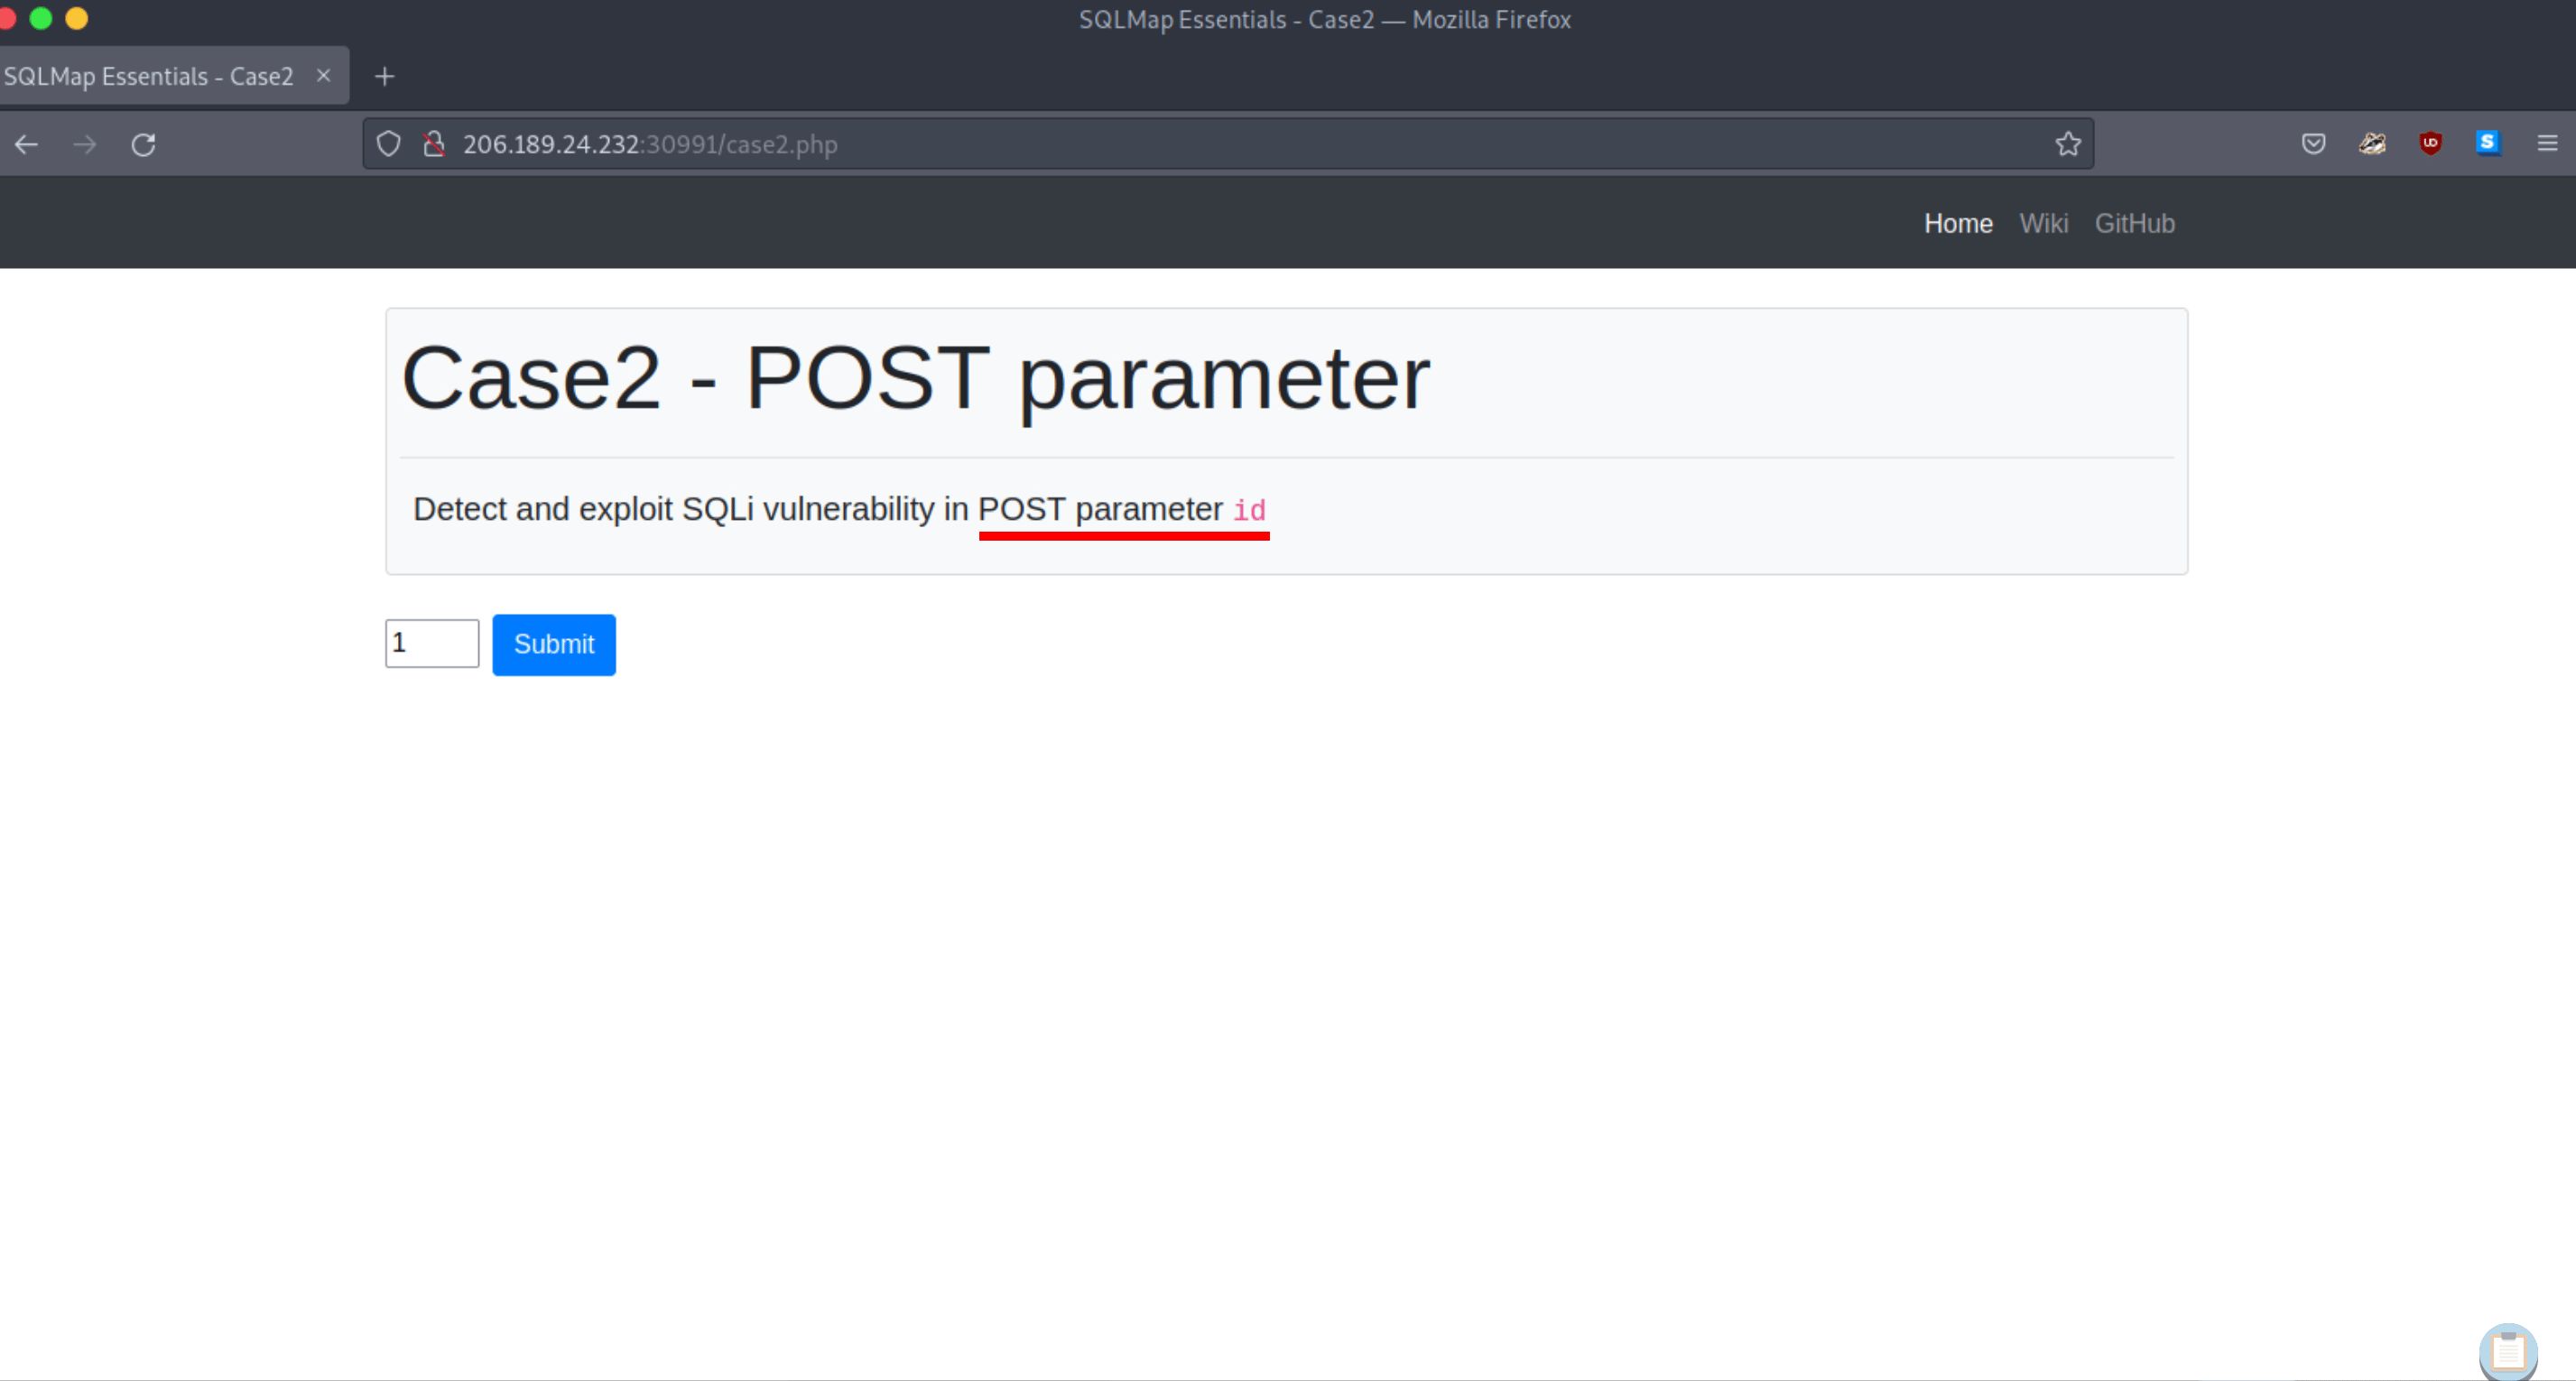 SQLMap Essentials - Case2 — Mozilla Firefox
SQLMap Essentials - Case2
206.189.24.232:30991/case2.php
Home Wiki GitHub
Case2 - POST parameter
Detect and exploit SQLi vulnerability in POST parameter id
1 Submit